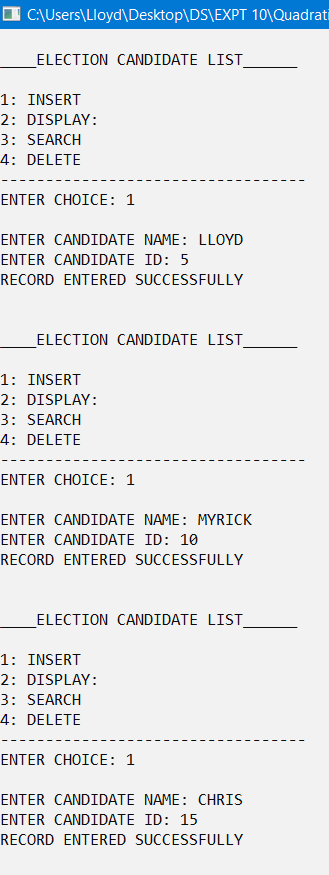 C:\Users\Lloyd\Desktop\DS\EXPT 10\Quadrati
____ELECTION CANDIDATE LIST______
1: INSERT
2: DISPLAY:
3: SEARCH
4: DELETE
----------------------------------
ENTER CHOICE: 1
ENTER CANDIDATE NAME: LLOYD
ENTER CANDIDATE ID: 5
RECORD ENTERED SUCCESSFULLY
____ELECTION CANDIDATE LIST______
1: INSERT
2: DISPLAY:
3: SEARCH
4: DELETE
----------------------------------
ENTER CHOICE: 1
ENTER CANDIDATE NAME: MYRICK
ENTER CANDIDATE ID: 10
RECORD ENTERED SUCCESSFULLY
____ELECTION CANDIDATE LIST______
1: INSERT
2: DISPLAY:
3: SEARCH
4: DELETE
----------------------------------
ENTER CHOICE: 1
ENTER CANDIDATE NAME: CHRIS
ENTER CANDIDATE ID: 15
RECORD ENTERED SUCCESSFULLY